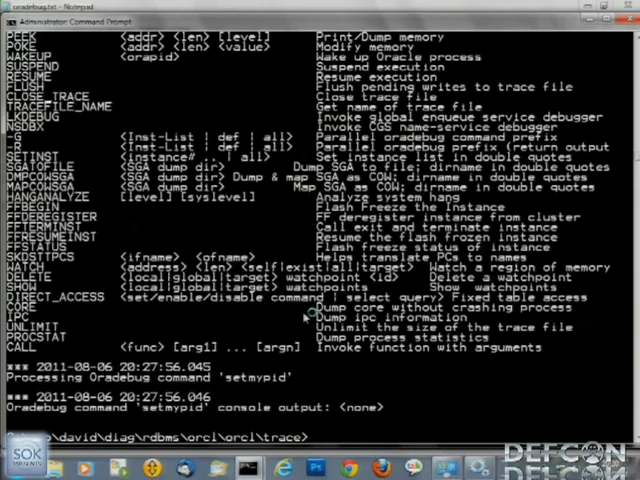 oradebug.txt - Notepad
Administrator: Command Prompt
PEEK <addr> <len> [level] Print/Dump memory
POKE <addr> <len> <value> Modify memory
WAKEUP <orapid> Wake up Oracle process
SUSPEND Suspend execution
RESUME Resume execution
FLUSH Flush pending writes to trace file
CLOSE_TRACE Close trace file
TRACEFILE_NAME Get name of trace file
LKDEBUG Invoke global enqueue service debugger
NSDBX Invoke CGS name-service debugger
-G <Inst-List | def | all> Parallel oradebug command prefix
-R <Inst-List | def | all> Parallel oradebug prefix (return output
SETINST <instance# .. | all> Set instance list in double quotes
SGATOFILE <SGA dump dir> Dump SGA to file; dirname in double quotes
DMPCOWSGA <SGA dump dir> Dump & map SGA as COW; dirname in double quotes
MAPCOWSGA <SGA dump dir> Map SGA as COW; dirname in double quotes
HANGANALYZE [level] [syslevel] Analyze system hang
FFBEGIN Flash Freeze the Instance
FFDEREGISTER FF deregister instance from cluster
FFTERMINST Call exit and terminate instance
FFRESUMEINST Resume the flash frozen instance
FFSTATUS Flash freeze status of instance
SKDSTTPCS <ifname> <ofname> Helps translate PCs to names
WATCH <address> <len> <self|exist|all|target> Watch a region of memory
DELETE <local|global|target> watchpoint <id> Delete a watchpoint
SHOW <local|global|target> watchpoints Show watchpoints
DIRECT_ACCESS <set/enable/disable command | select query> Fixed table access
CORE Dump core without crashing process
IPC Dump ipc information
UNLIMIT Unlimit the size of the trace file
PROCSTAT Dump process statistics
CALL <func> [arg1] ... [argn] Invoke function with arguments
*** 2011-08-06 20:27:56.045
Processing Oradebug command 'setmypid'
*** 2011-08-06 20:27:56.046
Oradebug command 'setmypid' console output: <none>
\david\diag\rdbms\orcl\orcl\trace>
SOK
PRESENTS
DEFCON
Ps